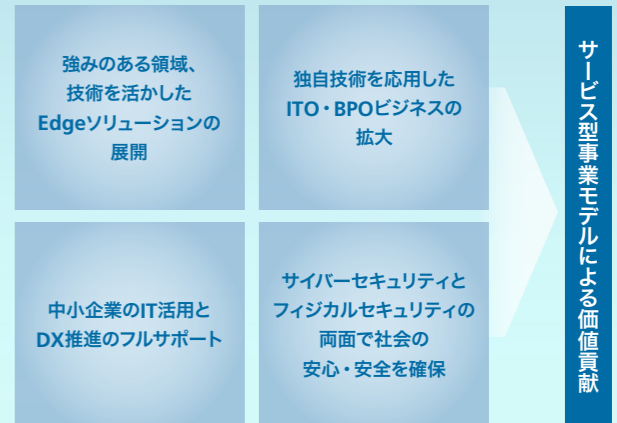 強みのある領域、
技術を活かした
Edgeソリューションの
展開
独自技術を応用した
ITO・BPOビジネスの
拡大
中小企業のIT活用と
DX推進のフルサポート
サイバーセキュリティと
フィジカルセキュリティの
両面で社会の
安心・安全を確保
サービス型事業モデルによる価値貢献